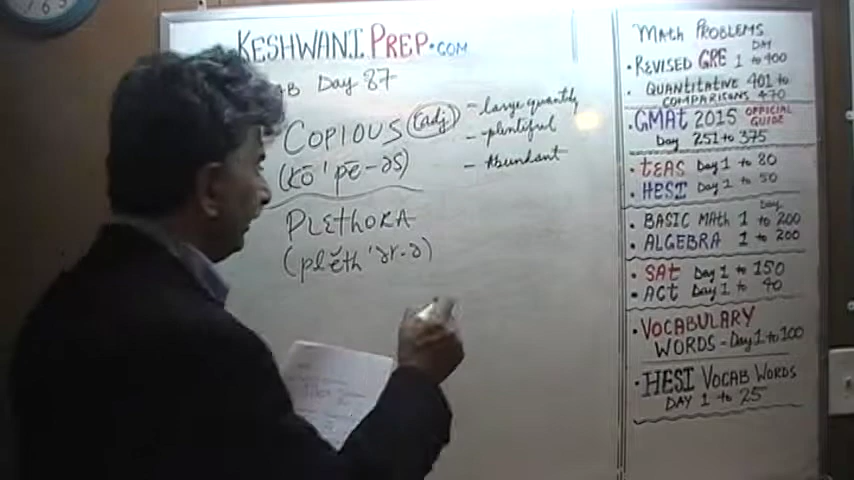 KESHWANI PREP.COM
Day 87
COPIOUS (adj) - large quantity
- plentiful
(kō'pē-əs) - Abundant
PLEthORA
(plĕth'ər-ə)
MAth PROBLEMS
• REVISED GRE 1 to 400
DAY
• QUANTITATIVE 401 to
COMPARISONS 470
• GMAt 2015 OFFICIAL GUIDE
Day 251 to 375
• tEAS Day 1 to 80
• HESI Day 1 to 50
Day
• BASIC MAth 1 to 200
• ALGEBRA 1 to 200
• SAt Day 1 to 150
• ACt Day 1 to 40
• VOCABULARY
WORDS - Day 1 to 100
• HESI VOCAB WORDS
DAY 1 to 25